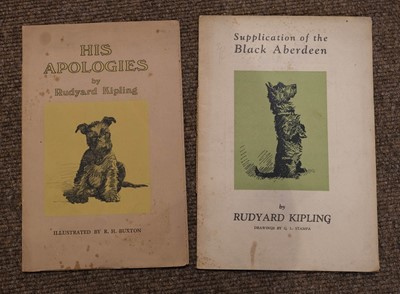 HIS
APOLOGIES
by
Rudyard Kipling
ILLUSTRATED BY R. H. BUXTON
Supplication of the
Black Aberdeen
by
RUDYARD KIPLING
DRAWINGS BY G. L. STAMPA